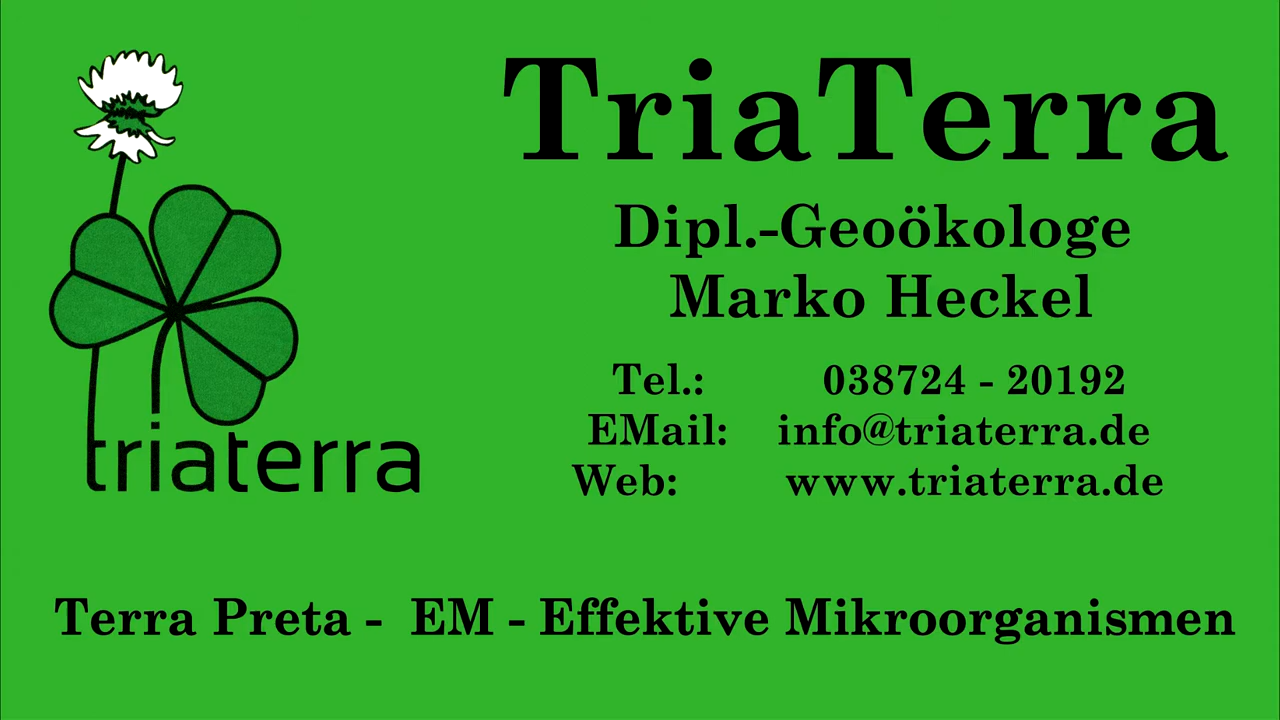 TriaTerra
Dipl.-Geoökologe
Marko Heckel
Tel.: 038724 - 20192
EMail: info@triaterra.de
Web: www.triaterra.de
triaterra
Terra Preta - EM - Effektive Mikroorganismen